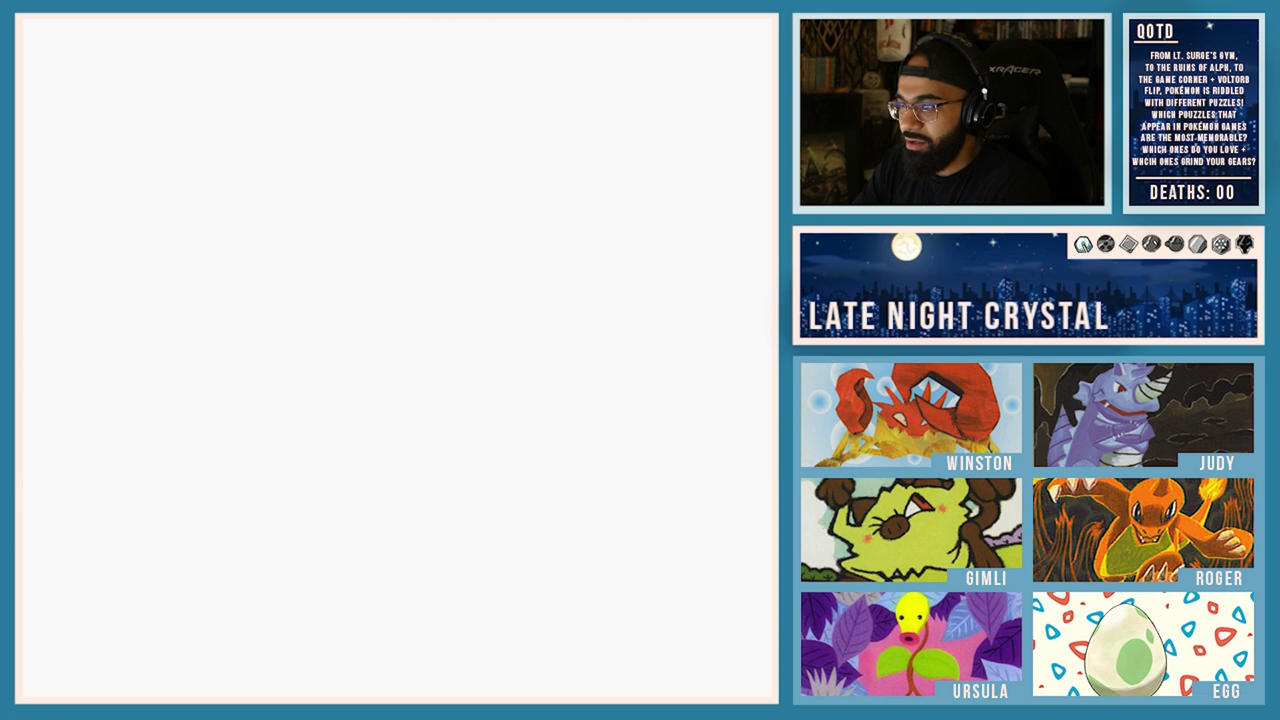 XRACER
QOTD
FROM LT. SURGE'S GYM,
TO THE RUINS OF ALPH, TO
THE GAME CORNER + VOLTORB
FLIP, POKÉMON IS RIDDLED
WITH DIFFERENT PUZZLES!
WHICH POUZZLES THAT
APPEAR IN POKÉMON GAMES
ARE THE MOST MEMORABLE?
WHICH ONES DO YOU LOVE +
WHCIH ONES GRIND YOUR GEARS?
DEATHS: 00
LATE NIGHT CRYSTAL
WINSTON
JUDY
GIMLI
ROGER
URSULA
EGG